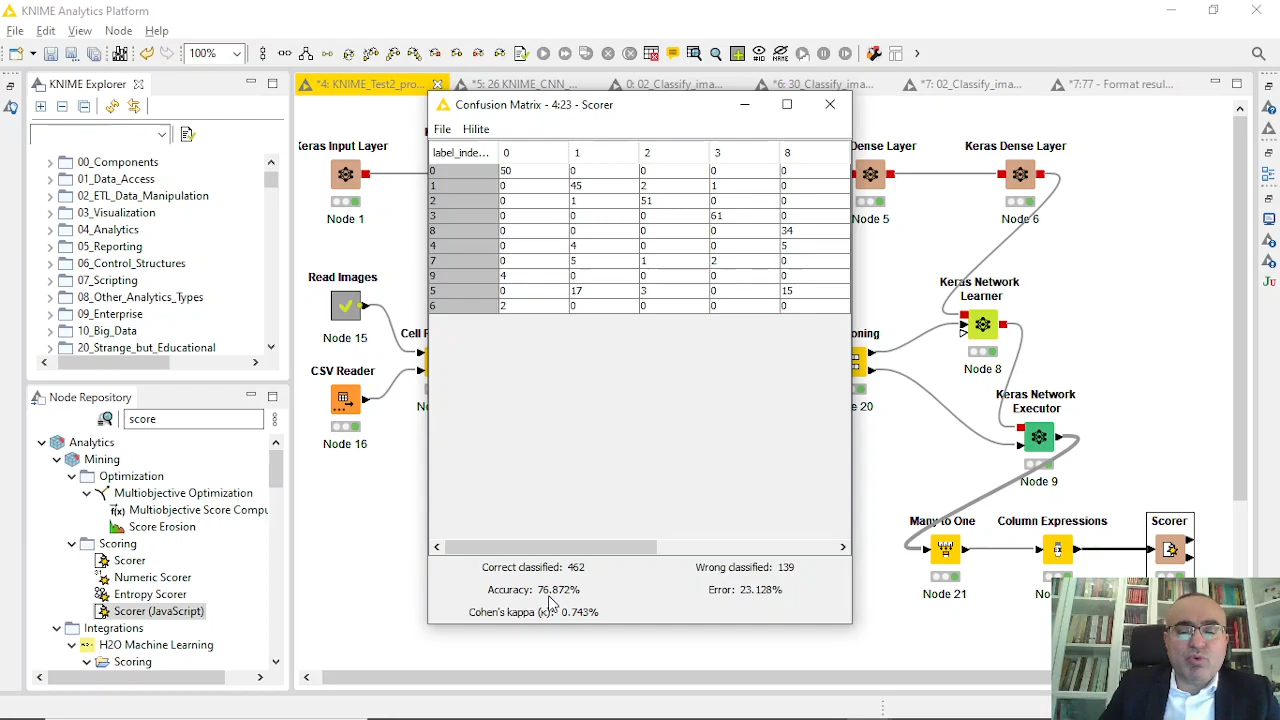 KNIME Analytics Platform
File Edit View Node Help
100%
KNIME Explorer
00_Components
01_Data_Access
02_ETL_Data_Manipulation
03_Visualization
04_Analytics
05_Reporting
06_Control_Structures
07_Scripting
08_Other_Analytics_Types
09_Enterprise
10_Big_Data
20_Strange_but_Educational
Node Repository
score
Analytics
Mining
Optimization
Multiobjective Optimization
Multiobjective Score Compu
Score Erosion
Scoring
Scorer
Numeric Scorer
Entropy Scorer
Scorer (JavaScript)
Integrations
H2O Machine Learning
Scoring
*4: KNIME_Test2_pro... *5: 26 KNIME_CNN_... 0: 02_Classify_ima... *6: 30_Classify_ima... *7: 02_Classify_ima... *7:77 - Format resul...
Keras Input Layer
Node 1
Read Images
Node 15
CSV Reader
Node 16
Cell
Confusion Matrix - 4:23 - Scorer
File Hilite
label_inde... 0 1 2 3 8
0 50 0 0 0 0
1 0 45 2 1 0
2 0 1 51 0 0
3 0 0 0 61 0
8 0 0 0 0 34
4 0 4 0 0 5
7 0 5 1 2 0
9 4 0 0 0 0
5 0 17 3 0 15
6 2 0 0 0 0
Correct classified: 462 Wrong classified: 139
Accuracy: 76.872% Error: 23.128%
Cohen's kappa (κ): 0.743%
Dense Layer
Node 5
Keras Dense Layer
Node 6
Keras Network
Learner
Node 8
oning
20
Keras Network
Executor
Node 9
Many to One
Node 21
Column Expressions
Scorer
Ju